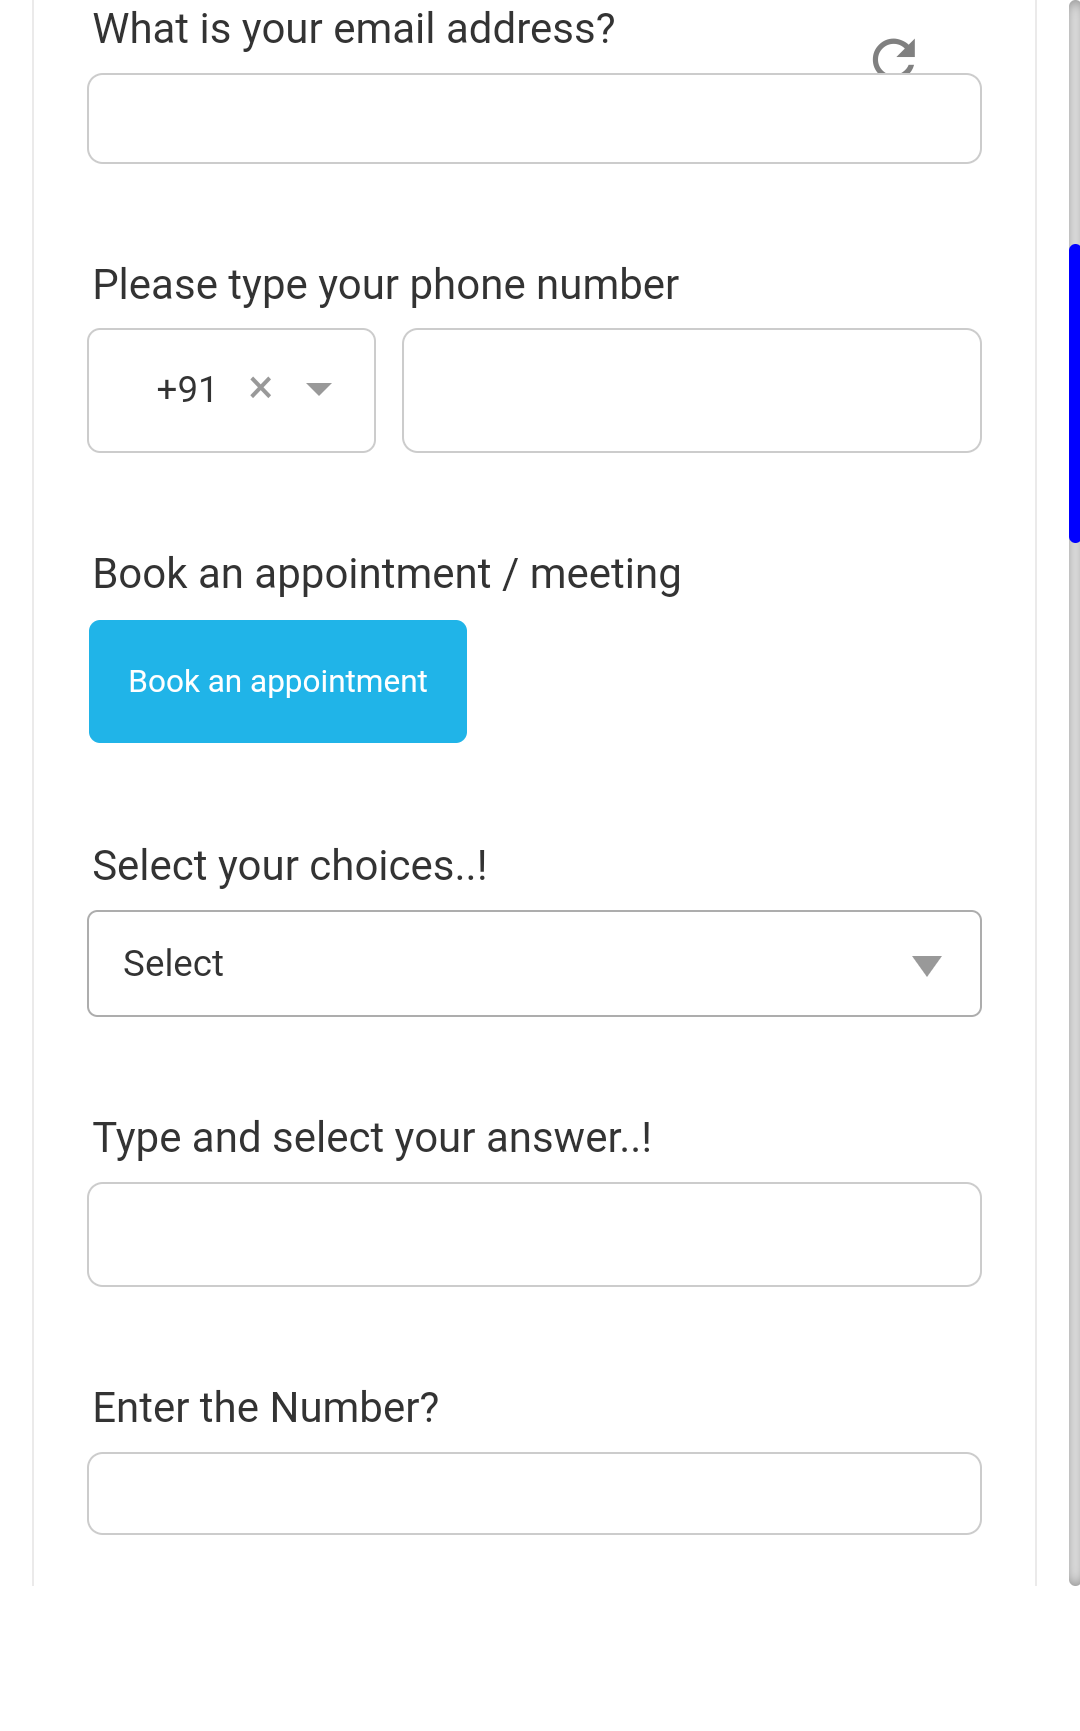 What is your email address?
Please type your phone number
+91 ×
Book an appointment / meeting
Book an appointment
Select your choices..!
Select
Type and select your answer..!
Enter the Number?